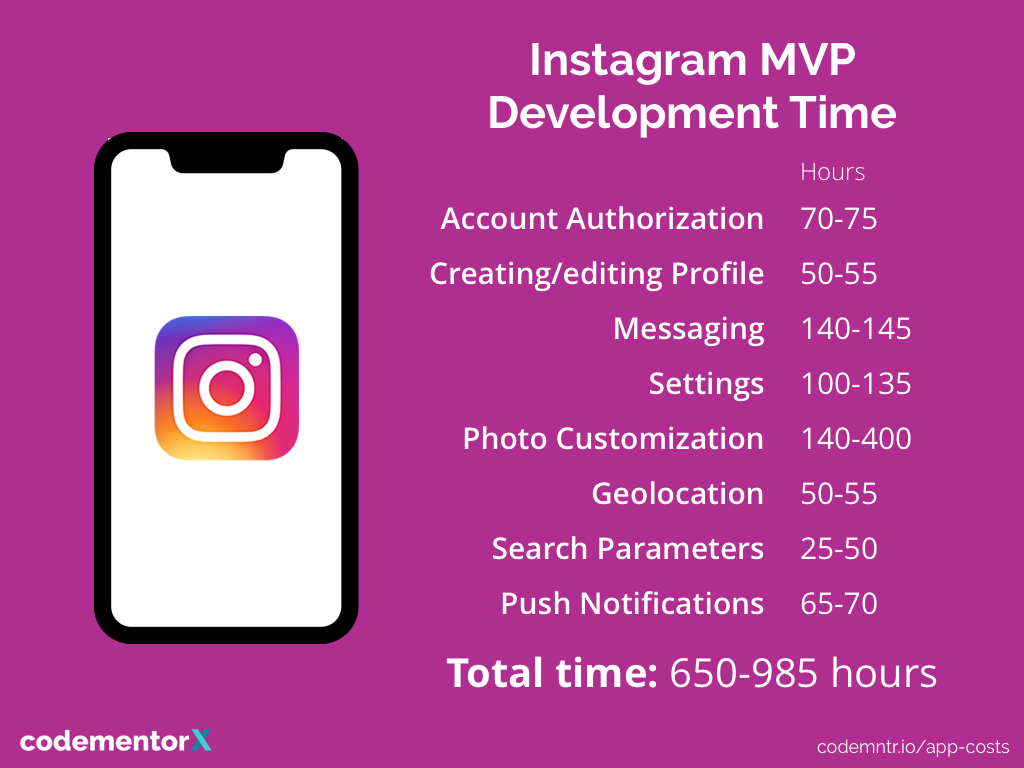 Instagram MVP
Development Time
Hours
Account Authorization 70-75
Creating/editing Profile 50-55
Messaging 140-145
Settings 100-135
Photo Customization 140-400
Geolocation 50-55
Search Parameters 25-50
Push Notifications 65-70
Total time: 650-985 hours
codementorX
codemntr.io/app-costs